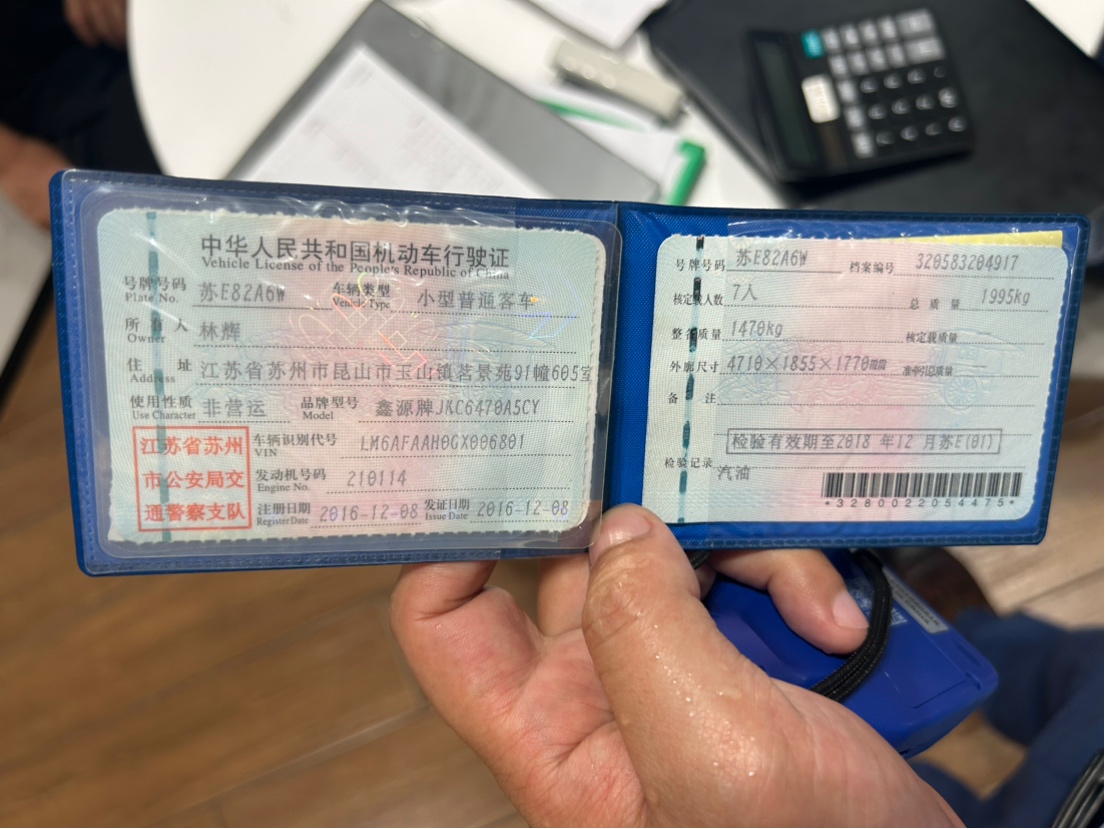 中华人民共和国机动车行驶证
Vehicle License of the People's Republic of China
号牌号码 苏E82A6W 车辆类型 小型普通客车
Plate No. Vehicle Type
所有人 林辉
Owner
住址 江苏省苏州市昆山市玉山镇茗景苑91幢605室
Address
使用性质 非营运 品牌型号 鑫源牌JKC6470A5CY
Use Character Model
江苏省苏州
市公安局交
通警察支队
车辆识别代号 LM6AFAAH0GX006801
VIN
发动机号码 210114
Engine No.
注册日期 2016-12-08 发证日期 2016-12-08
Register Date Issue Date
号牌号码 苏E82A6W 档案编号 320583204917
核定载人数 7人 总质量 1995kg
整备质量 1470kg 核定载质量
外廓尺寸 4710×1855×1770mm 准牵引总质量
备注
检验有效期至2018 年12 月苏E(01)
检验记录 汽油
*3280022054475*